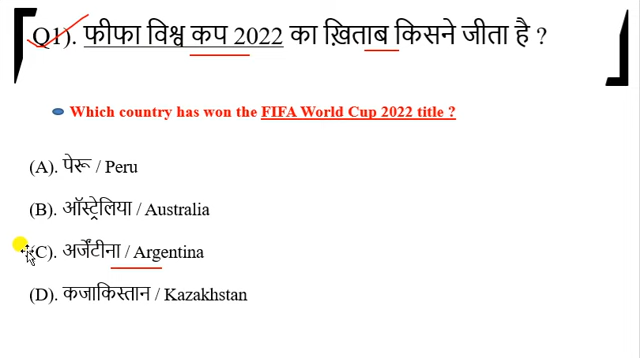 Q1). फीफा विश्व कप 2022 का ख़िताब किसने जीता है ?
Which country has won the FIFA World Cup 2022 title ?
(A). पेरू / Peru
(B). ऑस्ट्रेलिया / Australia
(C). अर्जेंटीना / Argentina
(D). कजाकिस्तान / Kazakhstan